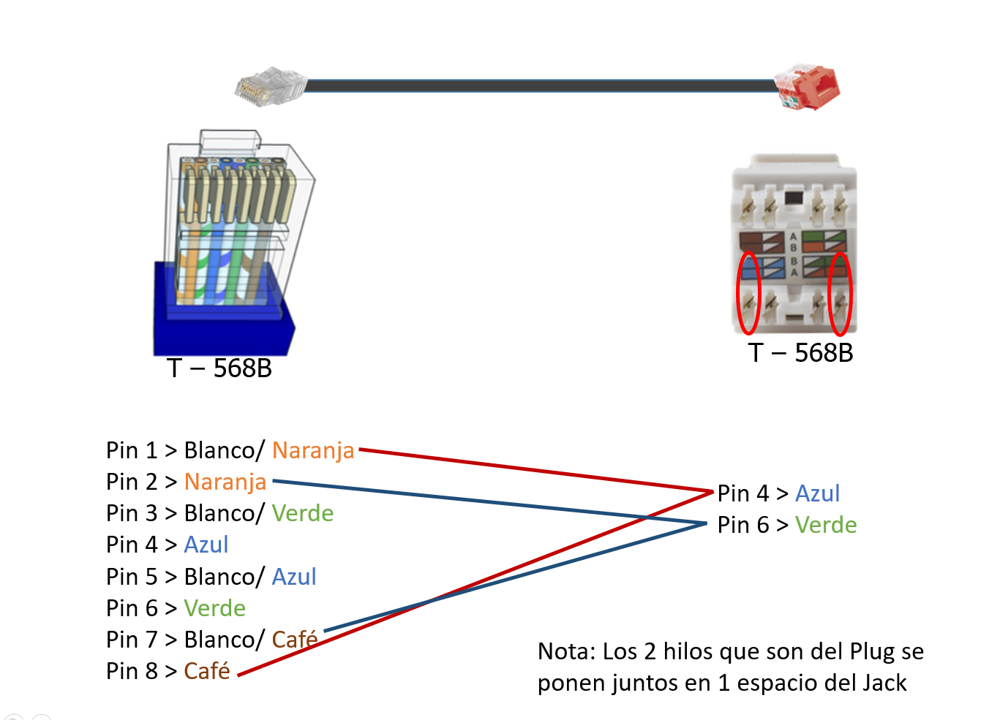 A
B
B
A
T – 568B
T – 568B
Pin 1 > Blanco/ Naranja
Pin 2 > Naranja
Pin 3 > Blanco/ Verde
Pin 4 > Azul
Pin 5 > Blanco/ Azul
Pin 6 > Verde
Pin 7 > Blanco/ Café
Pin 8 > Café
Pin 4 > Azul
Pin 6 > Verde
Nota: Los 2 hilos que son del Plug se
ponen juntos en 1 espacio del Jack